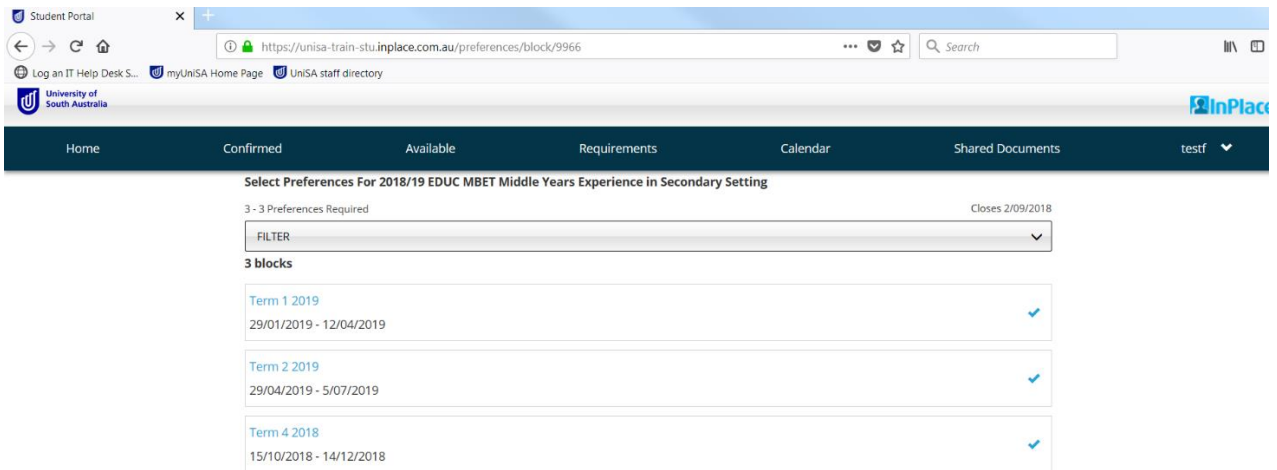 Student Portal
https://unisa-train-stu.inplace.com.au/preferences/block/9966
Search
Log an IT Help Desk S... myUniSA Home Page UniSA staff directory
University of
South Australia
InPlace
Home Confirmed Available Requirements Calendar Shared Documents testf
Select Preferences For 2018/19 EDUC MBET Middle Years Experience in Secondary Setting
3 - 3 Preferences Required Closes 2/09/2018
FILTER
3 blocks
Term 1 2019
29/01/2019 - 12/04/2019
Term 2 2019
29/04/2019 - 5/07/2019
Term 4 2018
15/10/2018 - 14/12/2018